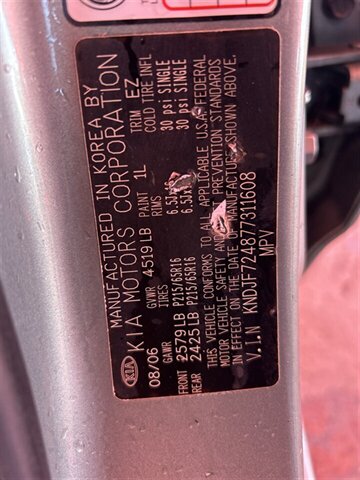 MANUFACTURED IN KOREA BY
KIA KIA MOTORS CORPORATION
08/06 GVWR 4519 LB PAINT 1L TRIM EZ
GAWR TIRES RIMS COLD TIRE INFL
FRONT 2579 LB P215/65R16 30 psi SINGLE
REAR 2425 LB P215/65R16 30 psi SINGLE
THIS VEHICLE CONFORMS TO ALL APPLICABLE U.S.A. FEDERAL
MOTOR VEHICLE SAFETY AND PREVENTION STANDARDS
IN EFFECT ON THE DATE OF MANUFACTURE SHOWN ABOVE.
V.I.N KNDJF724877311608
MPV